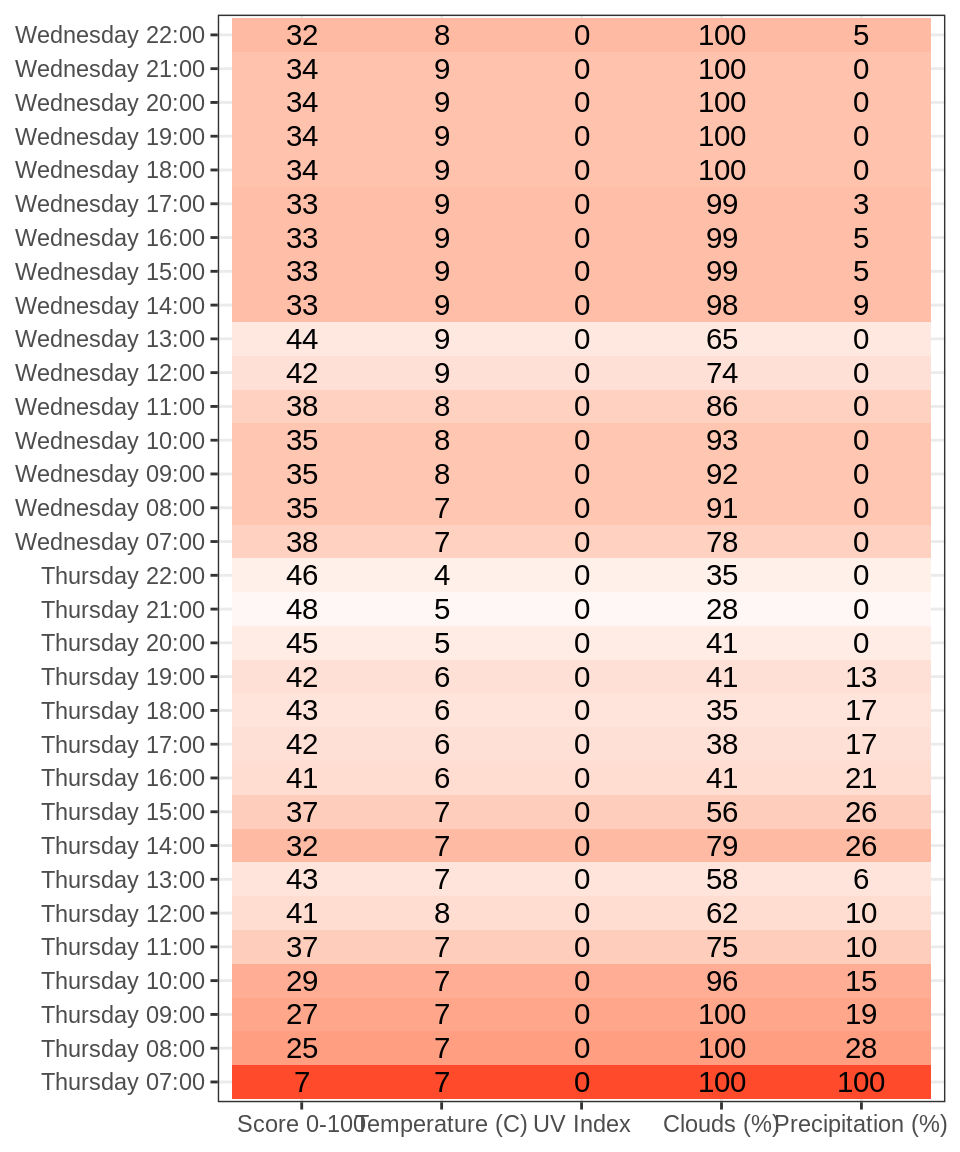 Wednesday 22:00 32 8 0 100 5
Wednesday 21:00 34 9 0 100 0
Wednesday 20:00 34 9 0 100 0
Wednesday 19:00 34 9 0 100 0
Wednesday 18:00 34 9 0 100 0
Wednesday 17:00 33 9 0 99 3
Wednesday 16:00 33 9 0 99 5
Wednesday 15:00 33 9 0 99 5
Wednesday 14:00 33 9 0 98 9
Wednesday 13:00 44 9 0 65 0
Wednesday 12:00 42 9 0 74 0
Wednesday 11:00 38 8 0 86 0
Wednesday 10:00 35 8 0 93 0
Wednesday 09:00 35 8 0 92 0
Wednesday 08:00 35 7 0 91 0
Wednesday 07:00 38 7 0 78 0
Thursday 22:00 46 4 0 35 0
Thursday 21:00 48 5 0 28 0
Thursday 20:00 45 5 0 41 0
Thursday 19:00 42 6 0 41 13
Thursday 18:00 43 6 0 35 17
Thursday 17:00 42 6 0 38 17
Thursday 16:00 41 6 0 41 21
Thursday 15:00 37 7 0 56 26
Thursday 14:00 32 7 0 79 26
Thursday 13:00 43 7 0 58 6
Thursday 12:00 41 8 0 62 10
Thursday 11:00 37 7 0 75 10
Thursday 10:00 29 7 0 96 15
Thursday 09:00 27 7 0 100 19
Thursday 08:00 25 7 0 100 28
Thursday 07:00 7 7 0 100 100
Score 0-100 Temperature (C) UV Index Clouds (%) Precipitation (%)